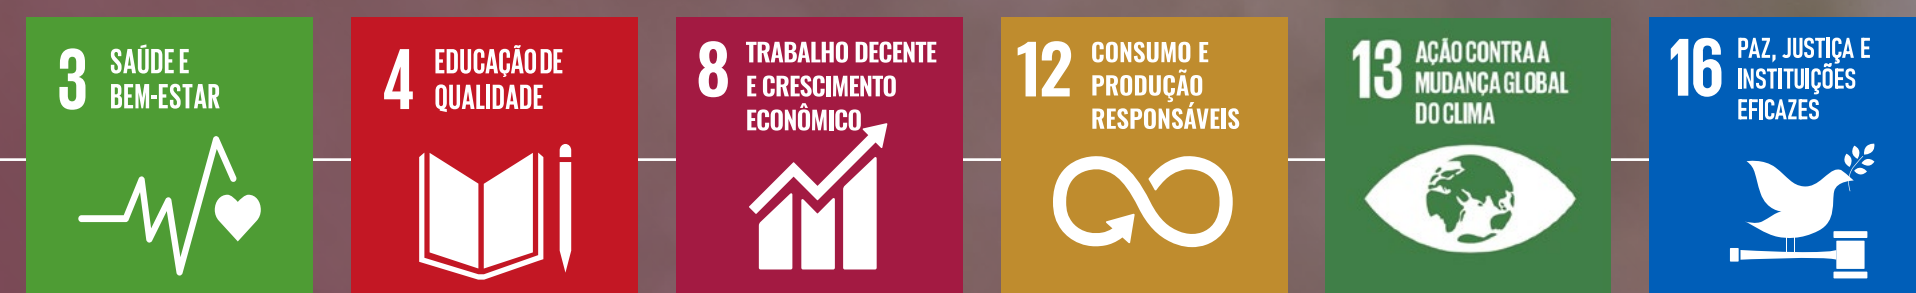 3 SAÚDE E
BEM-ESTAR
4 EDUCAÇÃO DE
QUALIDADE
8 TRABALHO DECENTE
E CRESCIMENTO
ECONÔMICO
12 CONSUMO E
PRODUÇÃO
RESPONSÁVEIS
13 AÇÃO CONTRA A
MUDANÇA GLOBAL
DO CLIMA
16 PAZ, JUSTIÇA E
INSTITUIÇÕES
EFICAZES